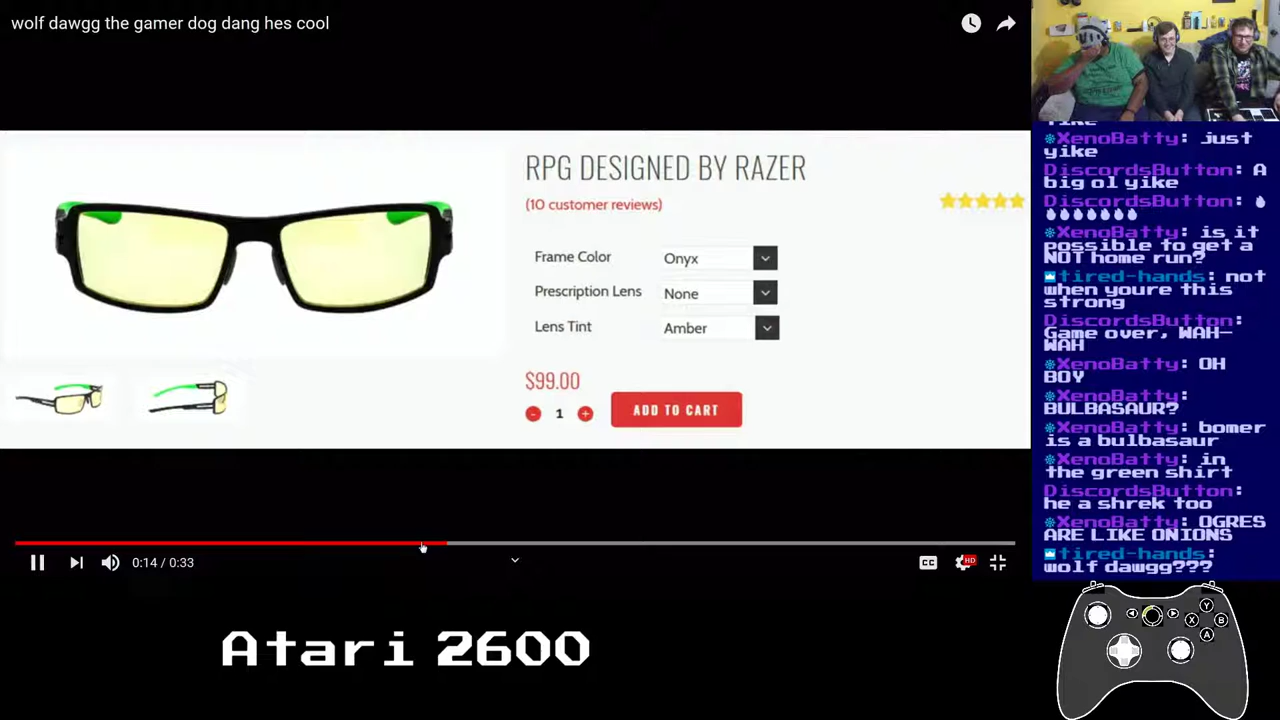 wolf dawgg the gamer dog dang hes cool
RPG DESIGNED BY RAZER
(10 customer reviews)
Frame Color
Onyx
Prescription Lens
None
Lens Tint
Amber
$99.00
- 1 +
ADD TO CART
0:14 / 0:33
CC
HD
Atari 2600
XenoBatty: just
yike
DiscordsButton: A
big ol yike
DiscordsButton:
XenoBatty: is it
possible to get a
NOT home run?
tired-hands: not
when youre this
strong
DiscordsButton:
Game over, WAH-
WAH
XenoBatty: OH
BOY
XenoBatty:
BULBASAUR?
XenoBatty: bomer
is a bulbasaur
XenoBatty: in
the green shirt
DiscordsButton:
he a shrek too
XenoBatty: OGRES
ARE LIKE ONIONS
tired-hands:
wolf dawgg???
Y
X
B
A